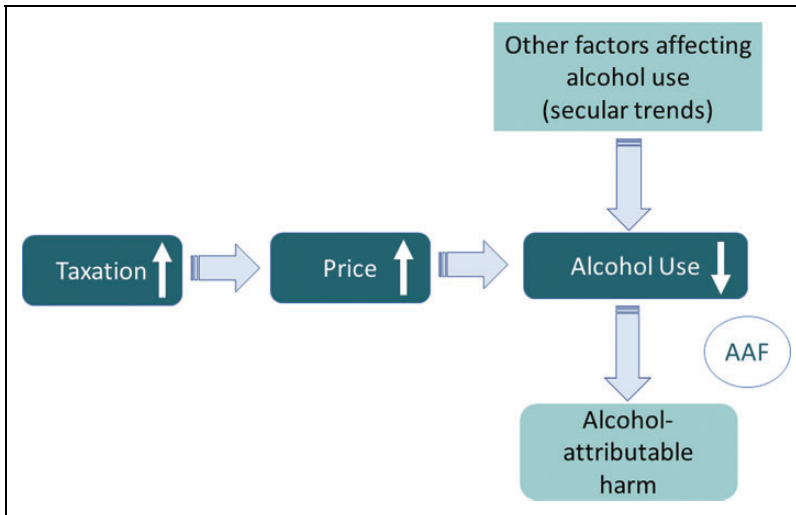 Other factors affecting
alcohol use
(secular trends)
Taxation
Price
Alcohol Use
AAF
Alcohol-
attributable
harm